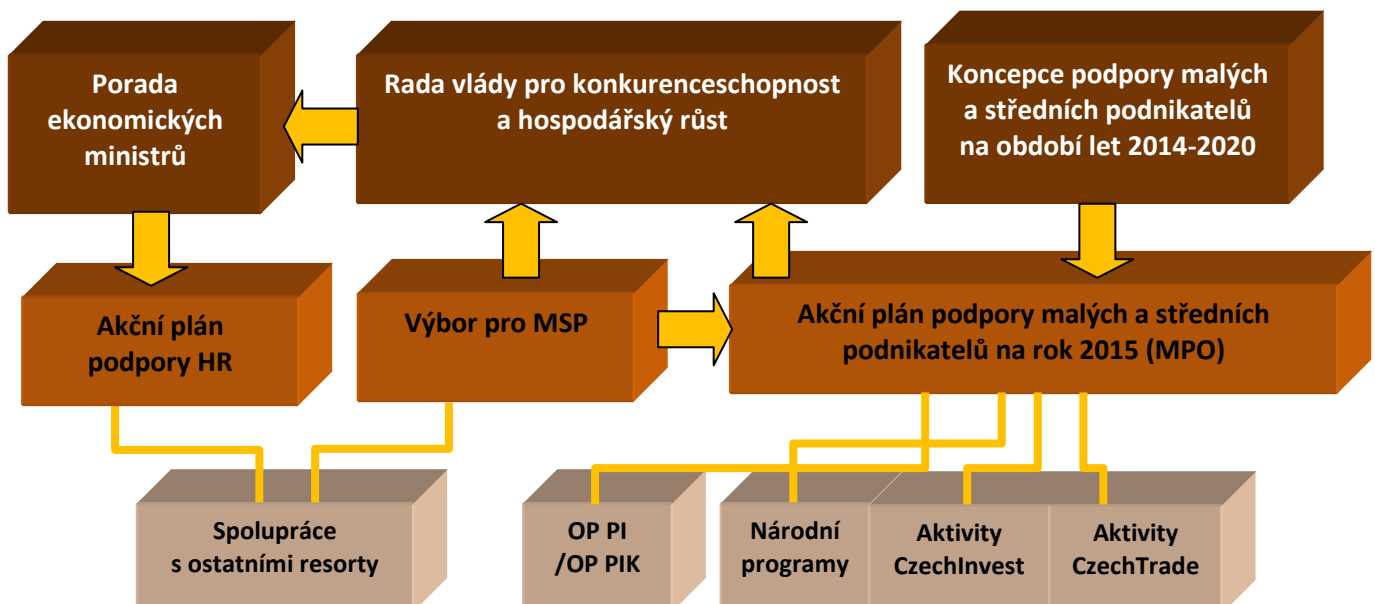 Porada
ekonomických
ministrů
Rada vlády pro konkurenceschopnost
a hospodářský růst
Koncepce podpory malých
a středních podnikatelů
na období let 2014-2020
Akční plán
podpory HR
Výbor pro MSP
Akční plán podpory malých a středních
podnikatelů na rok 2015 (MPO)
Spolupráce
s ostatními resorty
OP PI
/OP PIK
Národní
programy
Aktivity
CzechInvest
Aktivity
CzechTrade